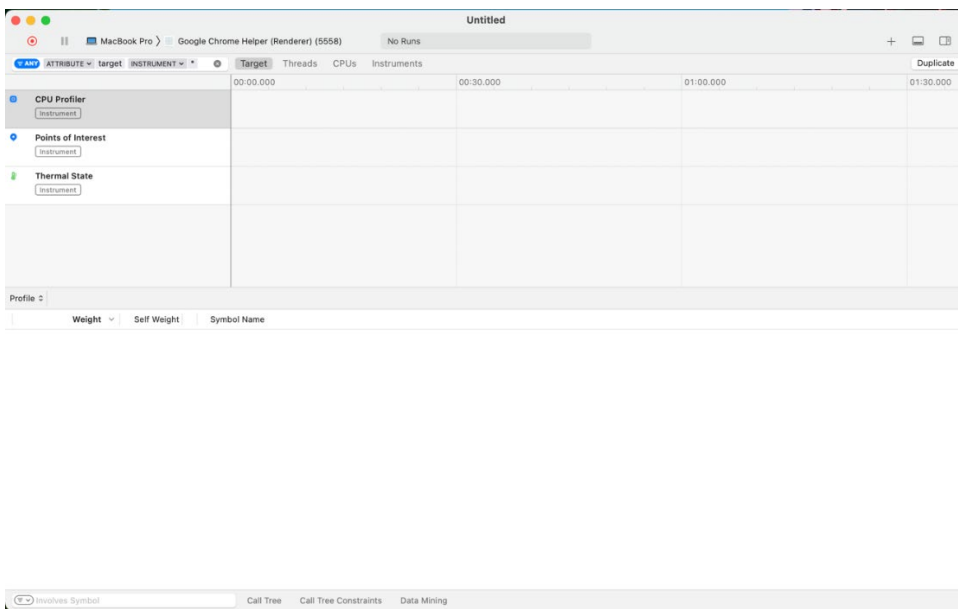 Untitled
MacBook Pro 〉 Google Chrome Helper (Renderer) (5558) No Runs
ANY ATTRIBUTE target INSTRUMENT * Target Threads CPUs Instruments Duplicate
00:00.000 00:30.000 01:00.000 01:30.000
CPU Profiler
Instrument
Points of Interest
Instrument
Thermal State
Instrument
Profile
Weight Self Weight Symbol Name
Involves Symbol Call Tree Call Tree Constraints Data Mining